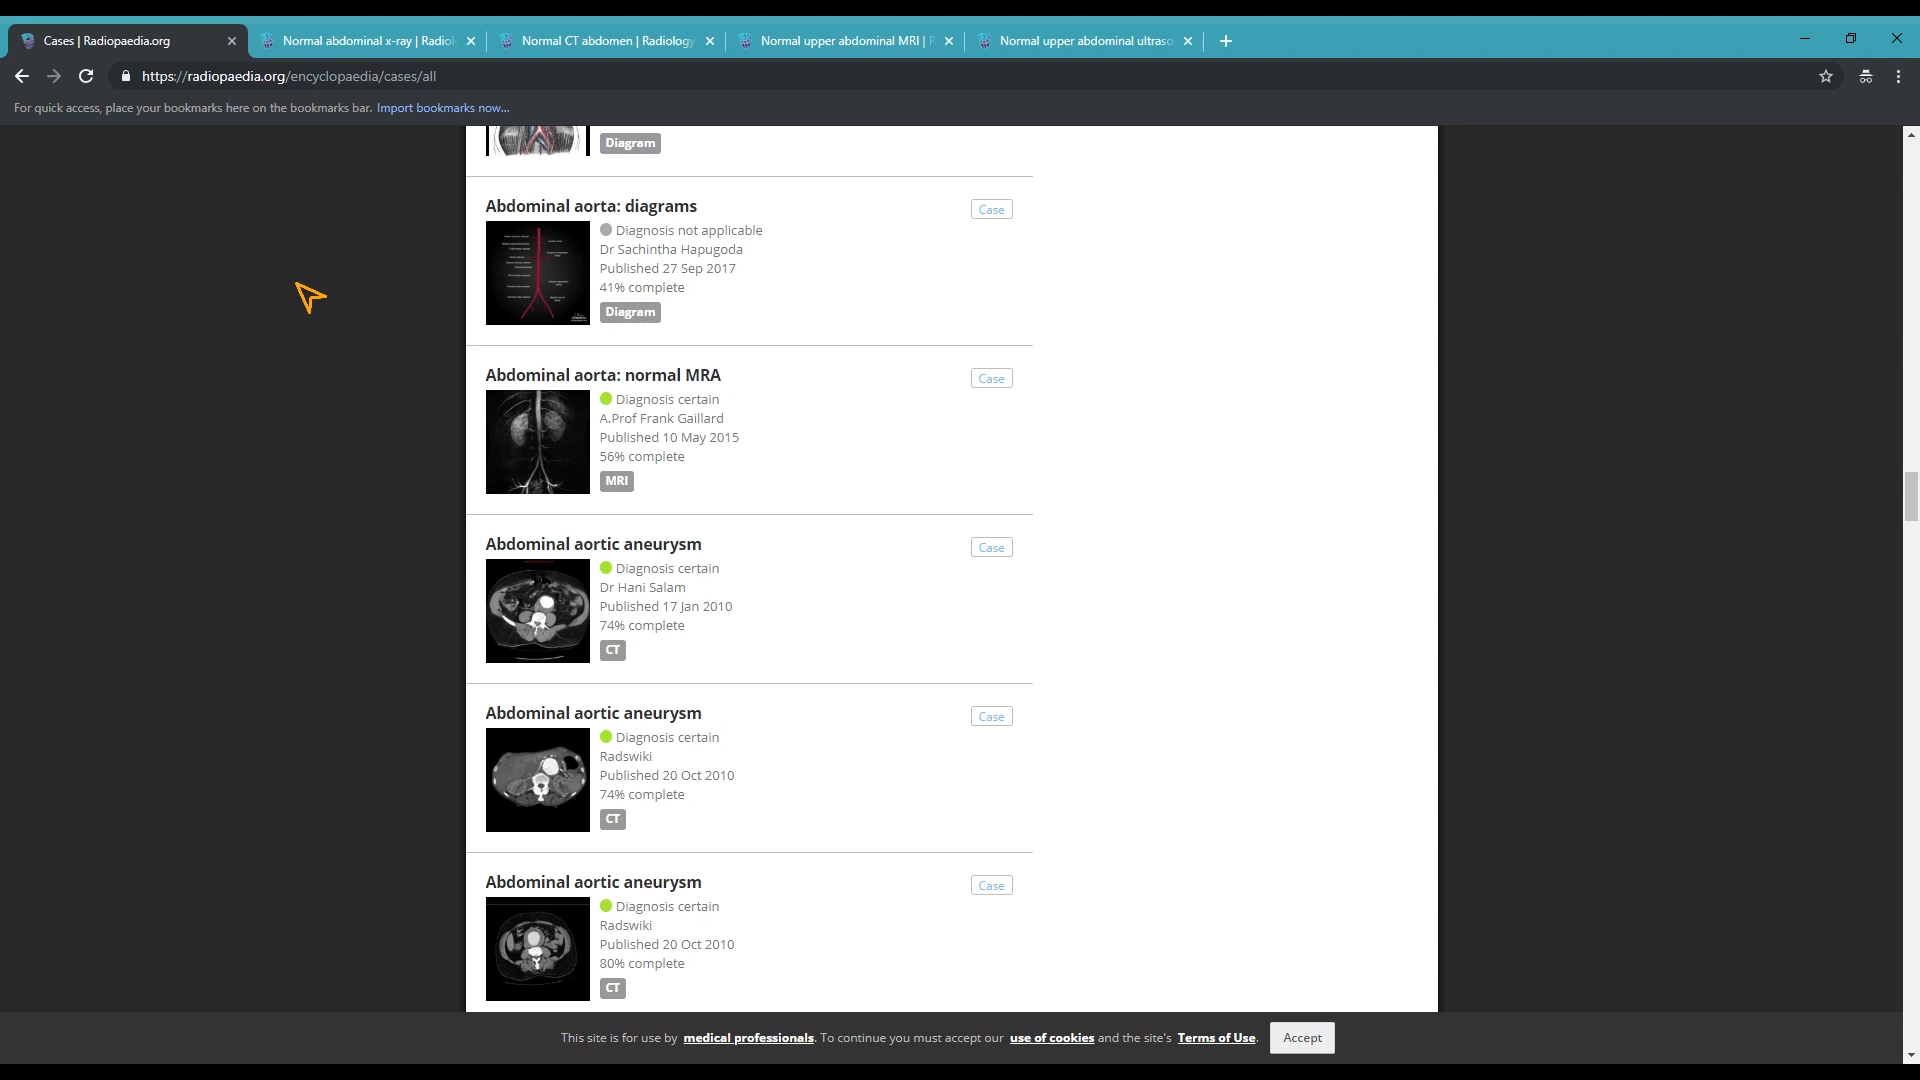 Cases | Radiopaedia.org
Normal abdominal x-ray | Radiol
Normal CT abdomen | Radiology
Normal upper abdominal MRI | R
Normal upper abdominal ultraso
https://radiopaedia.org/encyclopaedia/cases/all
For quick access, place your bookmarks here on the bookmarks bar. Import bookmarks now...
Diagram
Abdominal aorta: diagrams
Case
Diagnosis not applicable
Dr Sachintha Hapugoda
Published 27 Sep 2017
41% complete
Diagram
Abdominal aorta: normal MRA
Case
Diagnosis certain
A.Prof Frank Gaillard
Published 10 May 2015
56% complete
MRI
Abdominal aortic aneurysm
Case
Diagnosis certain
Dr Hani Salam
Published 17 Jan 2010
74% complete
CT
Abdominal aortic aneurysm
Case
Diagnosis certain
Radswiki
Published 20 Oct 2010
74% complete
CT
Abdominal aortic aneurysm
Case
Diagnosis certain
Radswiki
Published 20 Oct 2010
80% complete
CT
This site is for use by medical professionals. To continue you must accept our use of cookies and the site's Terms of Use.
Accept